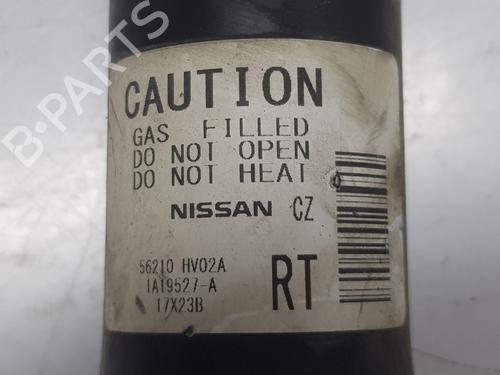 B-PARTS
CAUTION
GAS FILLED
DO NOT OPEN
DO NOT HEAT
NISSAN CZ
56210 HV02A
1A19527-A
17X23B
RT